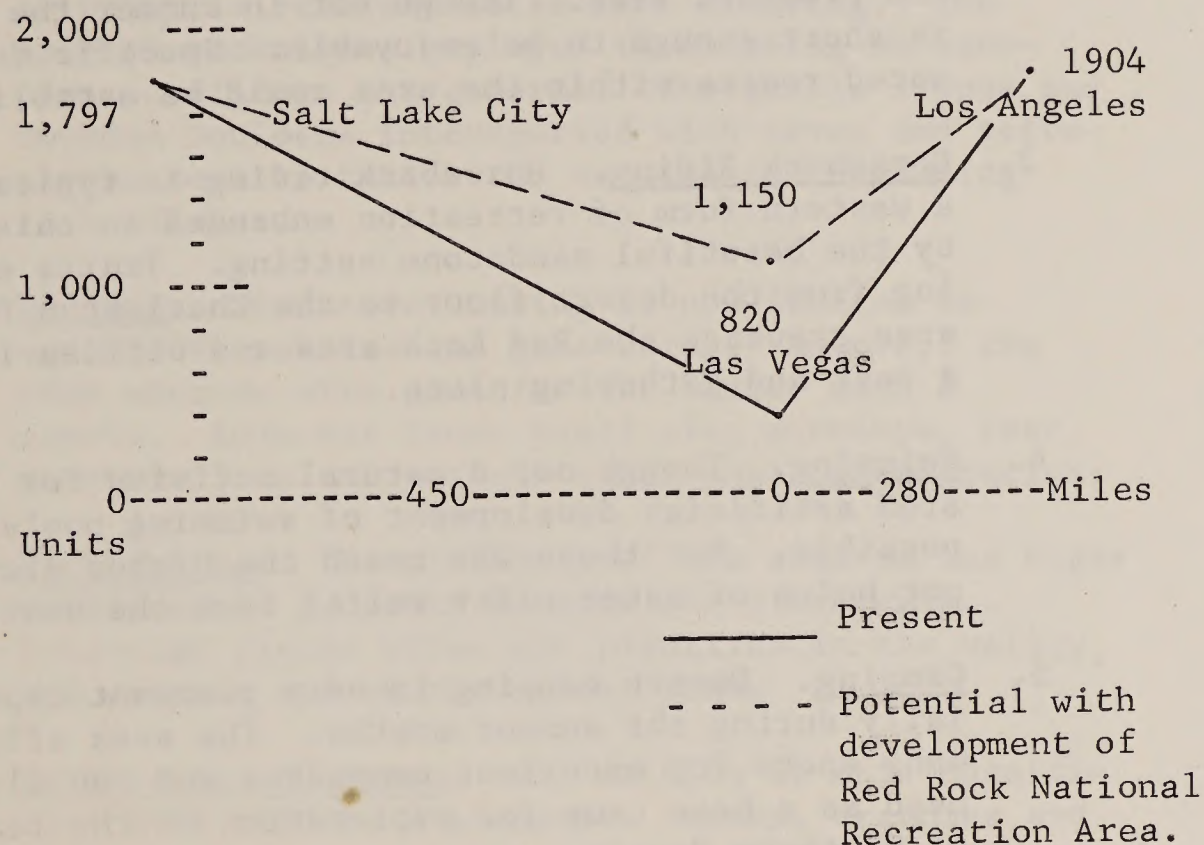 2,000 ----
1904
Los Angeles
1,797
Salt Lake City
1,150
1,000 ----
820
Las Vegas
0-------------450--------------0-----280-----Miles
Units
Present
Potential with
development of
Red Rock National
Recreation Area.